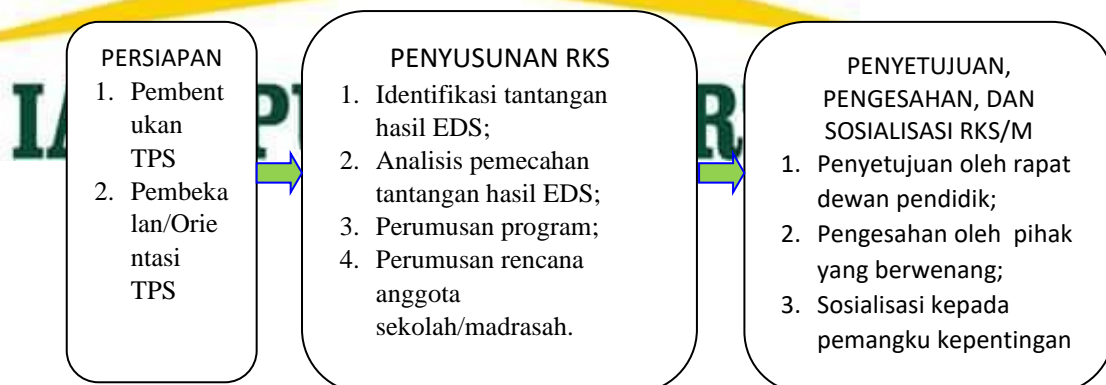 PERSIAPAN
1. Pembent
ukan
TPS
2. Pembeka
lan/Orie
ntasi
TPS
PENYUSUNAN RKS
1. Identifikasi tantangan
hasil EDS;
2. Analisis pemecahan
tantangan hasil EDS;
3. Perumusan program;
4. Perumusan rencana
anggota
sekolah/madrasah.
PENYETUJUAN,
PENGESAHAN, DAN
SOSIALISASI RKS/M
1. Penyetujuan oleh rapat
dewan pendidik;
2. Pengesahan oleh pihak
yang berwenang;
3. Sosialisasi kepada
pemangku kepentingan